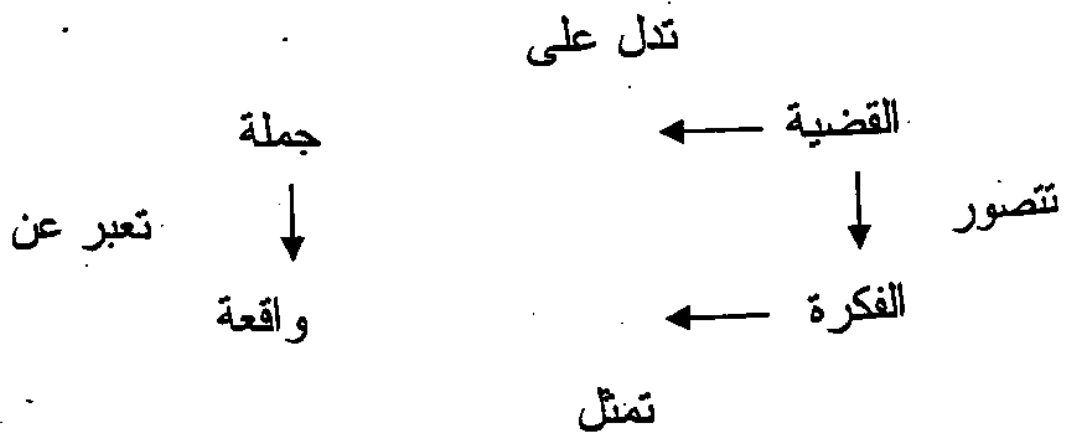 تدل على
القضية جملة
تتصور تعبر عن
الفكرة واقعة
تمثل